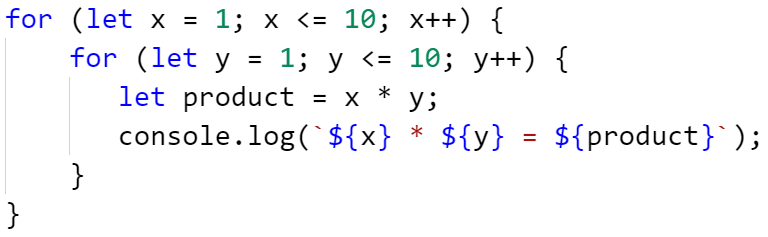 for (let x = 1; x <= 10; x++) {
    for (let y = 1; y <= 10; y++) {
       let product = x * y;
       console.log(`${x} * ${y} = ${product}`);
    }
}